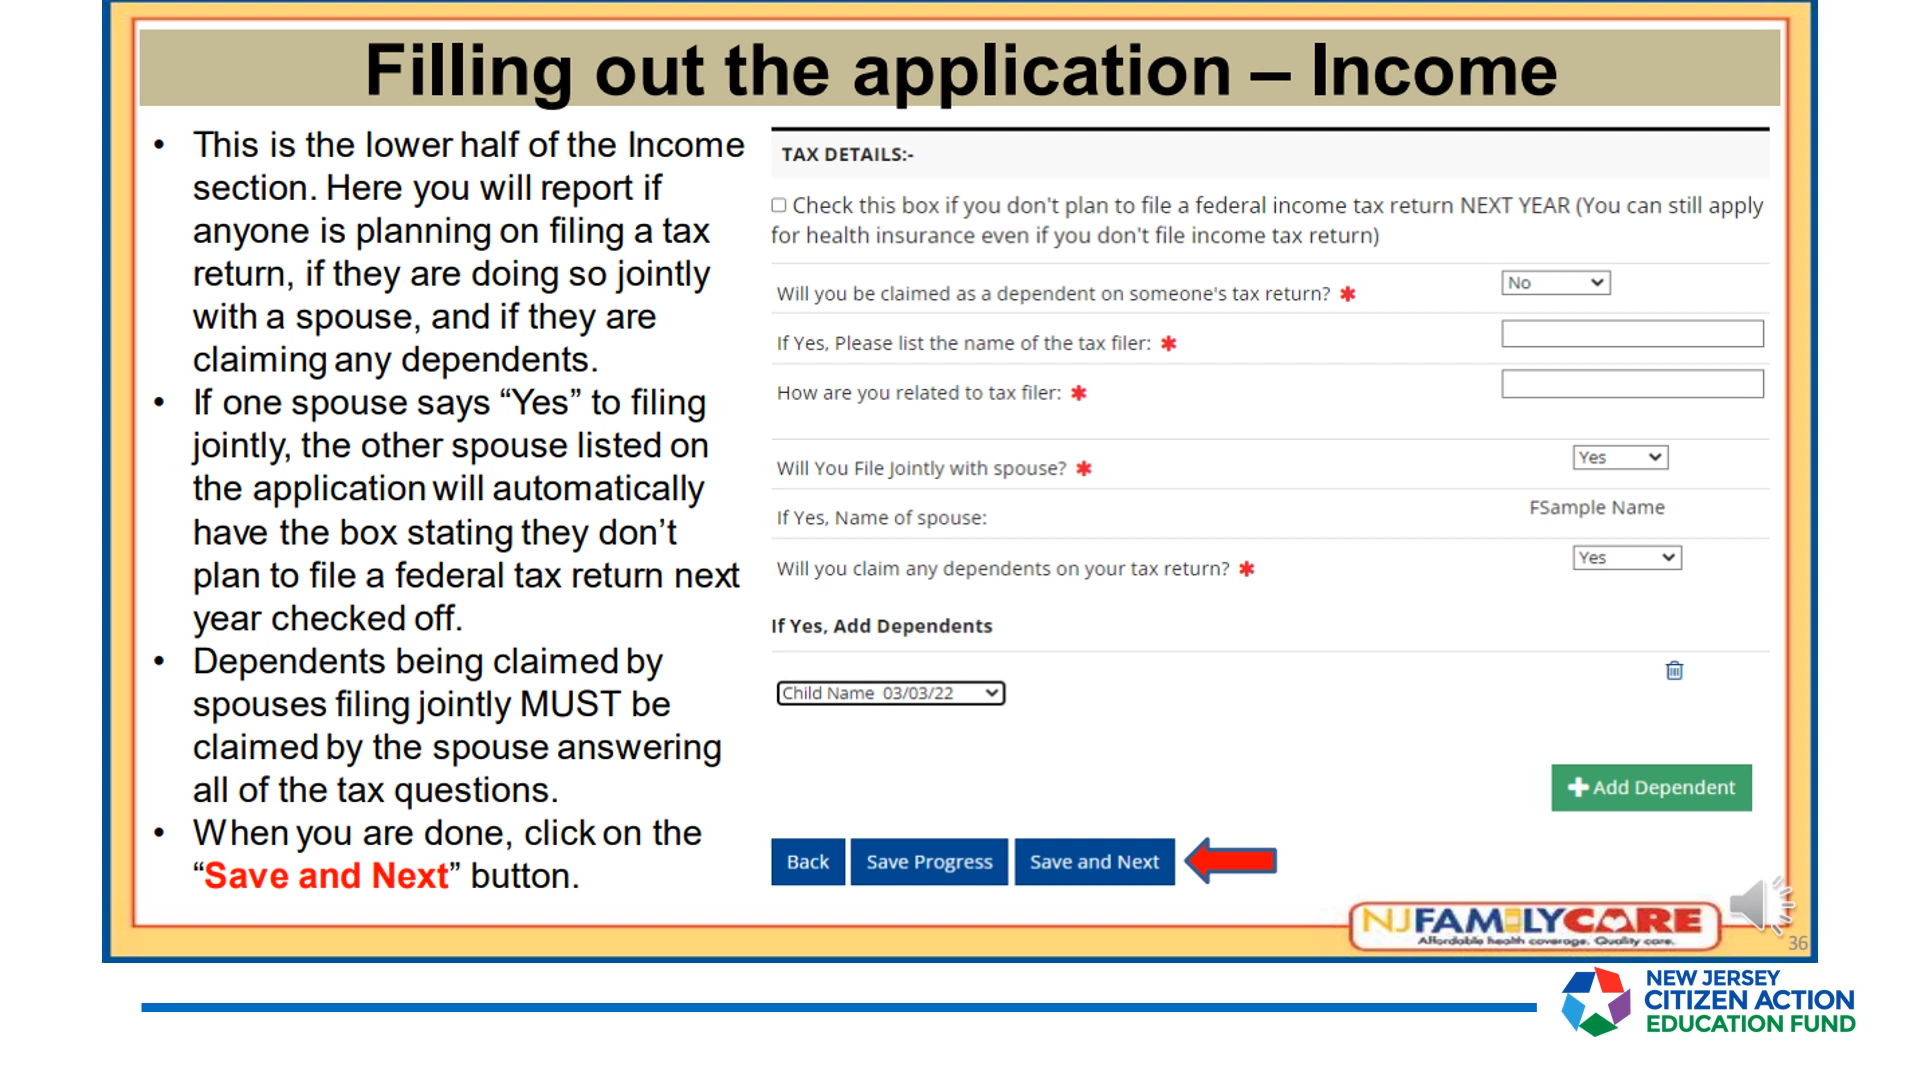 Filling out the application – Income
• This is the lower half of the Income
section. Here you will report if
anyone is planning on filing a tax
return, if they are doing so jointly
with a spouse, and if they are
claiming any dependents.
• If one spouse says “Yes” to filing
jointly, the other spouse listed on
the application will automatically
have the box stating they don’t
plan to file a federal tax return next
year checked off.
• Dependents being claimed by
spouses filing jointly MUST be
claimed by the spouse answering
all of the tax questions.
• When you are done, click on the
“Save and Next” button.
TAX DETAILS:-
Check this box if you don't plan to file a federal income tax return NEXT YEAR (You can still apply
for health insurance even if you don't file income tax return)
Will you be claimed as a dependent on someone's tax return? * No
If Yes, Please list the name of the tax filer: *
How are you related to tax filer: *
Will You File Jointly with spouse? * Yes
If Yes, Name of spouse: FSample Name
Will you claim any dependents on your tax return? * Yes
If Yes, Add Dependents
Child Name 03/03/22
+ Add Dependent
Back Save Progress Save and Next
NJFAMILYCARE
Affordable health coverage. Quality care.
36
NEW JERSEY
CITIZEN ACTION
EDUCATION FUND